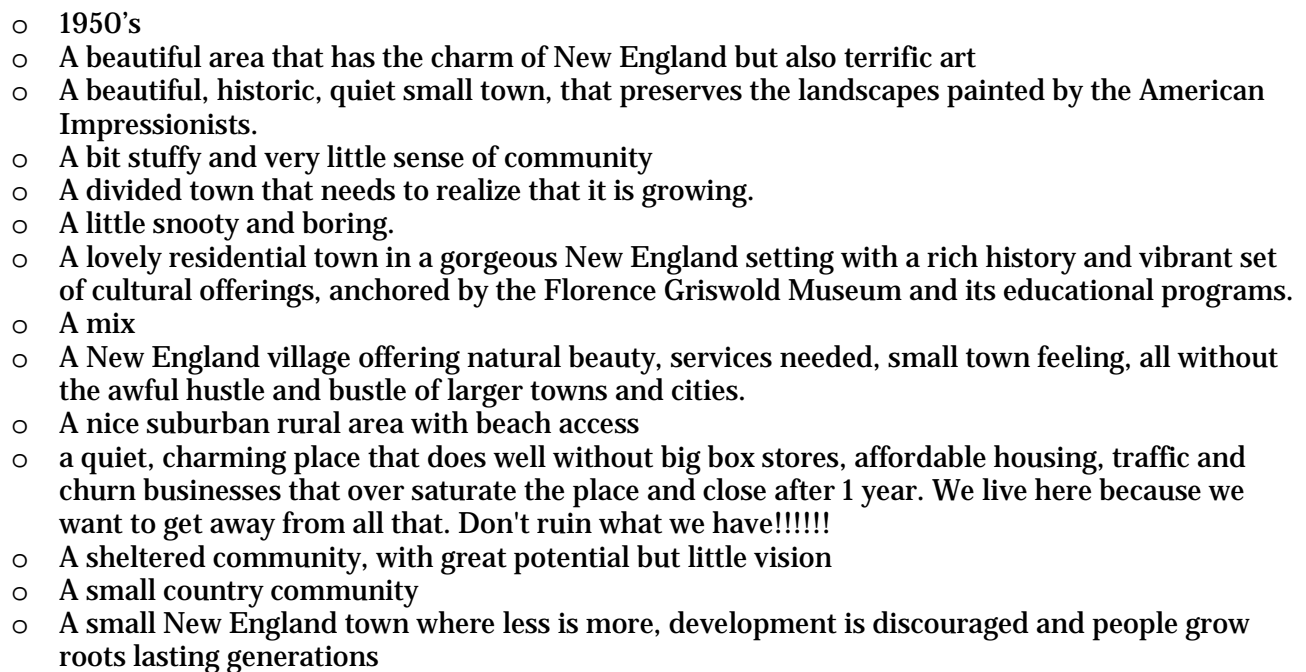 o 1950's
o A beautiful area that has the charm of New England but also terrific art
o A beautiful, historic, quiet small town, that preserves the landscapes painted by the American
Impressionists.
o A bit stuffy and very little sense of community
o A divided town that needs to realize that it is growing.
o A little snooty and boring.
o A lovely residential town in a gorgeous New England setting with a rich history and vibrant set
of cultural offerings, anchored by the Florence Griswold Museum and its educational programs.
o A mix
o A New England village offering natural beauty, services needed, small town feeling, all without
the awful hustle and bustle of larger towns and cities.
o A nice suburban rural area with beach access
o a quiet, charming place that does well without big box stores, affordable housing, traffic and
churn businesses that over saturate the place and close after 1 year. We live here because we
want to get away from all that. Don't ruin what we have!!!!!!
o A sheltered community, with great potential but little vision
o A small country community
o A small New England town where less is more, development is discouraged and people grow
roots lasting generations